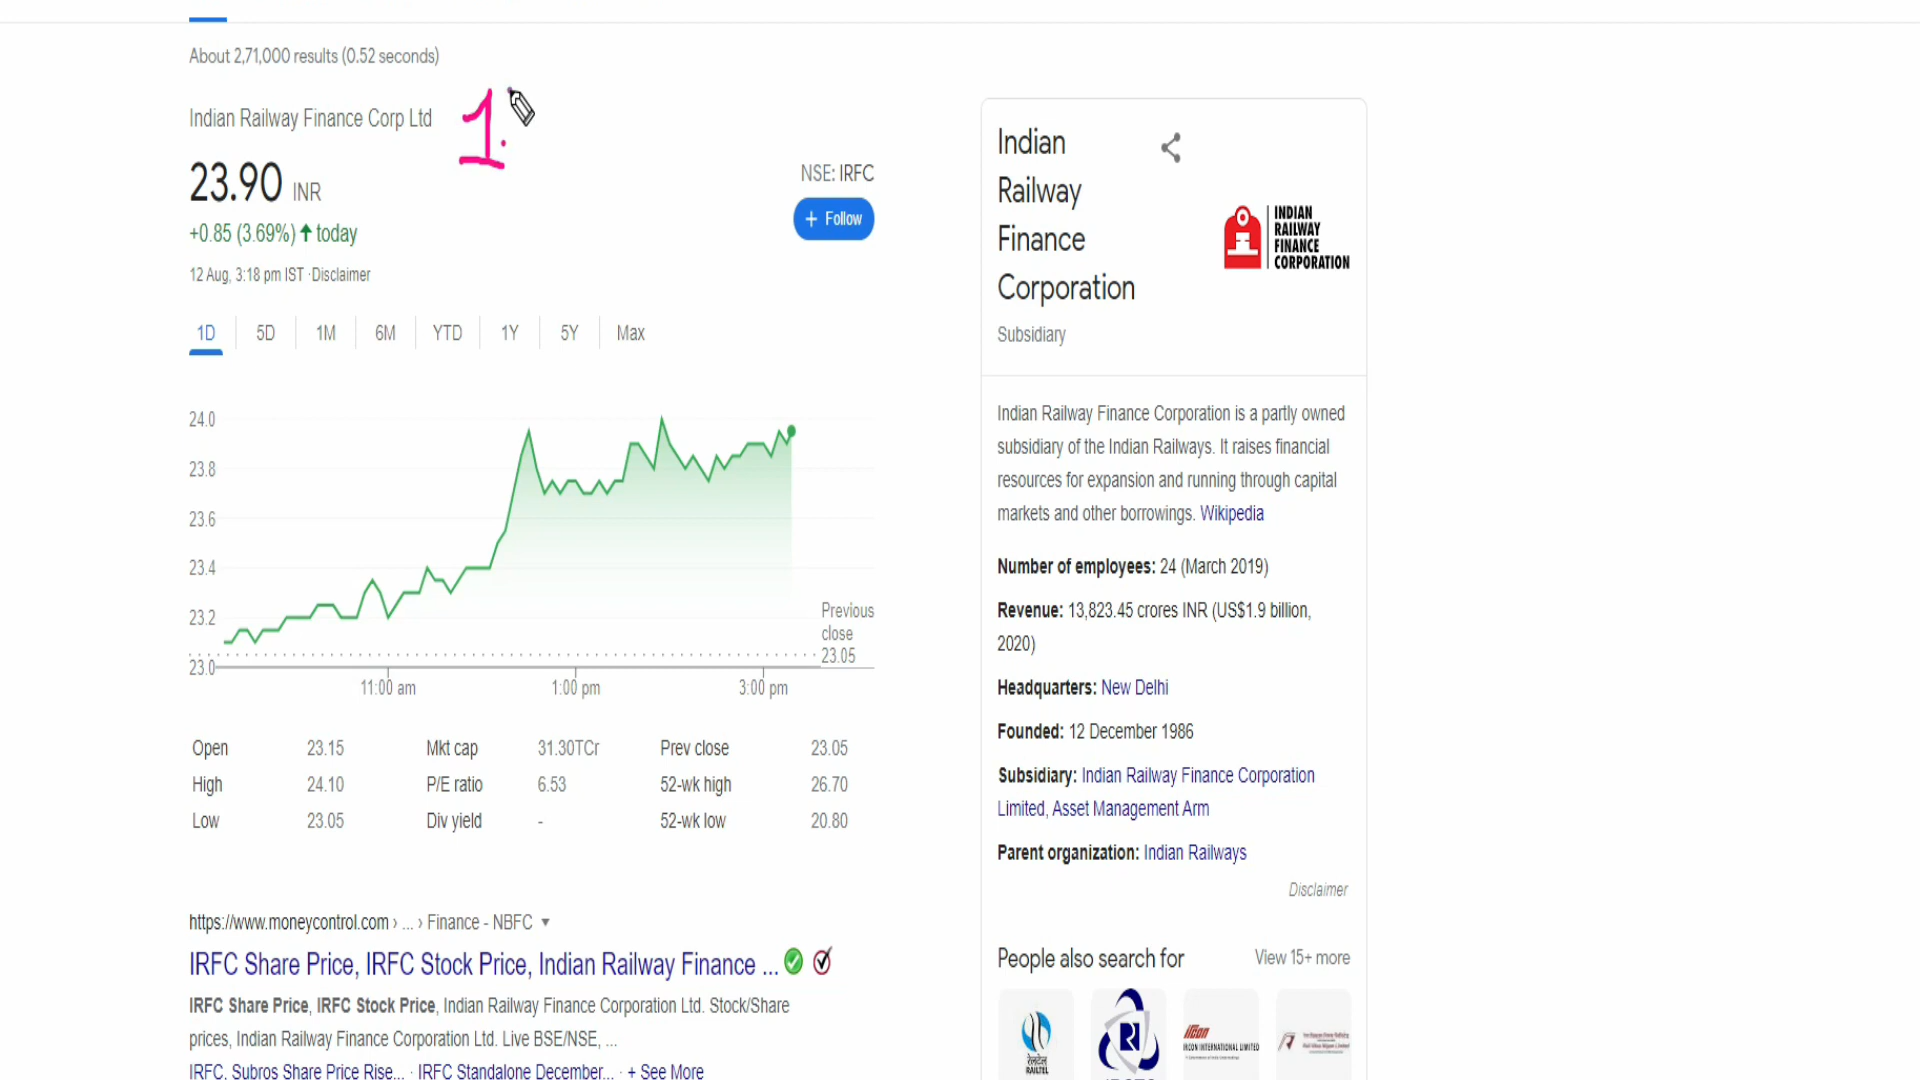 About 2,71,000 results (0.52 seconds)
Indian Railway Finance Corp Ltd
1.
23.90 INR
+0.85 (3.69%) ↑ today
12 Aug, 3:18 pm IST · Disclaimer
NSE: IRFC
+ Follow
1D 5D 1M 6M YTD 1Y 5Y Max
24.0
23.8
23.6
23.4
23.2
23.0
Previous
close
23.05
11:00 am 1:00 pm 3:00 pm
Open 23.15 Mkt cap 31.30TCr Prev close 23.05
High 24.10 P/E ratio 6.53 52-wk high 26.70
Low 23.05 Div yield - 52-wk low 20.80
https://www.moneycontrol.com › ... › Finance - NBFC ▼
IRFC Share Price, IRFC Stock Price, Indian Railway Finance ...
IRFC Share Price, IRFC Stock Price, Indian Railway Finance Corporation Ltd. Stock/Share
prices, Indian Railway Finance Corporation Ltd. Live BSE/NSE, ...
IRFC, Subros Share Price Rise... · IRFC Standalone December... · + See More
Indian
Railway
Finance
Corporation
Subsidiary
INDIAN
RAILWAY
FINANCE
CORPORATION
Indian Railway Finance Corporation is a partly owned
subsidiary of the Indian Railways. It raises financial
resources for expansion and running through capital
markets and other borrowings. Wikipedia
Number of employees: 24 (March 2019)
Revenue: 13,823.45 crores INR (US$1.9 billion,
2020)
Headquarters: New Delhi
Founded: 12 December 1986
Subsidiary: Indian Railway Finance Corporation
Limited, Asset Management Arm
Parent organization: Indian Railways
Disclaimer
People also search for View 15+ more
रेलटेल
RAILTEL
Ircon
IRCON INTERNATIONAL LIMITED